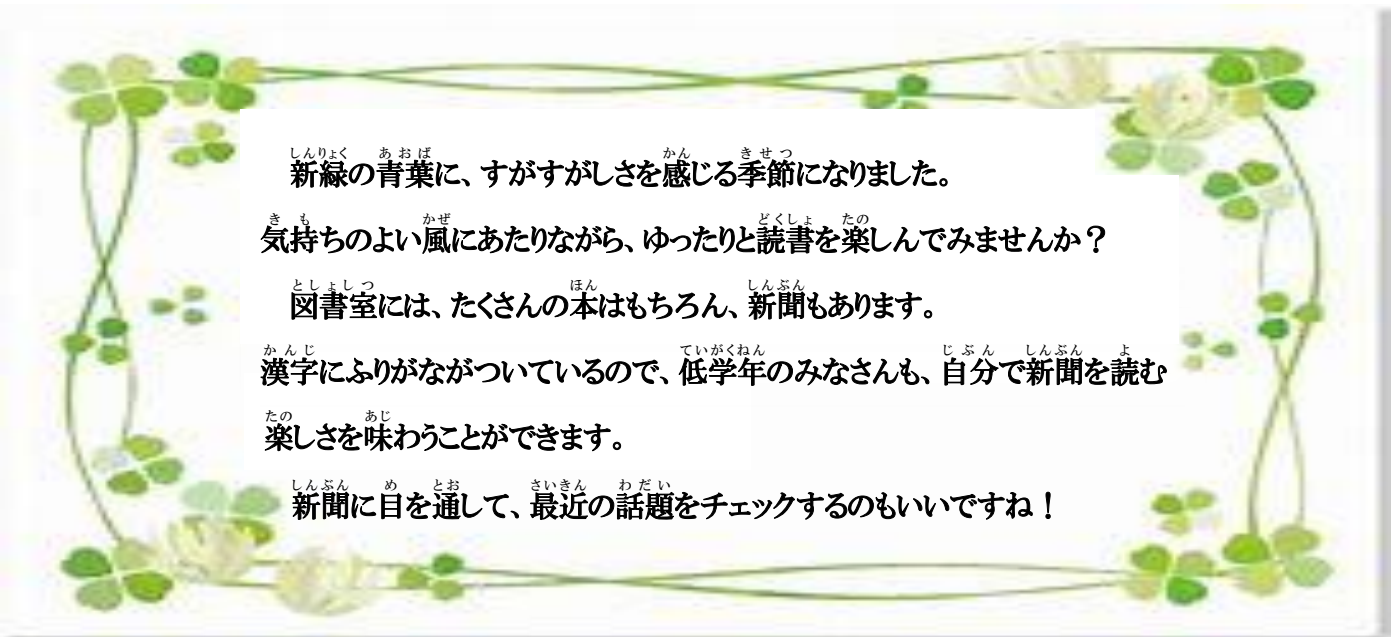 新緑の青葉に、すがすがしさを感じる季節になりました。
気持ちのよい風にあたりながら、ゆったりと読書を楽しんでみませんか？
図書室には、たくさんの本はもちろん、新聞もあります。
漢字にふりがながついているので、低学年のみなさんも、自分で新聞を読む
楽しさを味わうことができます。
新聞に目を通して、最近の話題をチェックするのもいいですね！